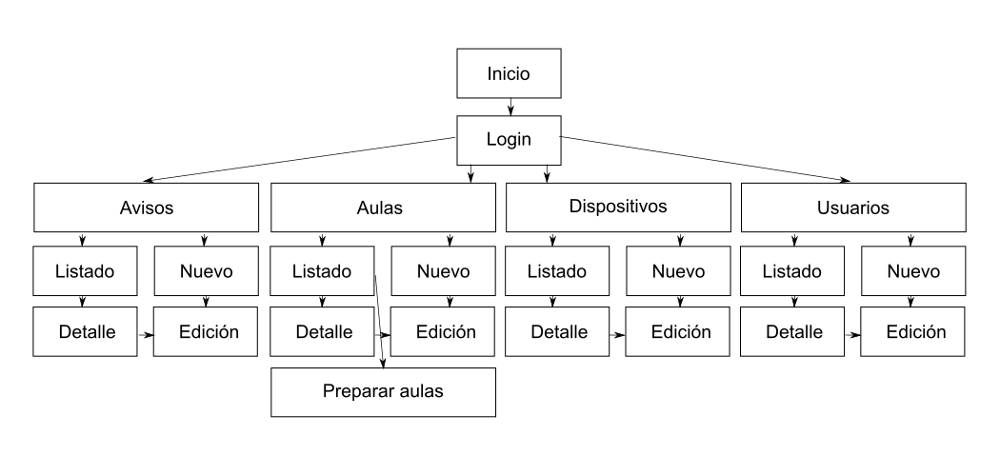 Inicio
Login
Avisos
Aulas
Dispositivos
Usuarios
Listado
Nuevo
Listado
Nuevo
Listado
Nuevo
Listado
Nuevo
Detalle
Edición
Detalle
Edición
Detalle
Edición
Detalle
Edición
Preparar aulas